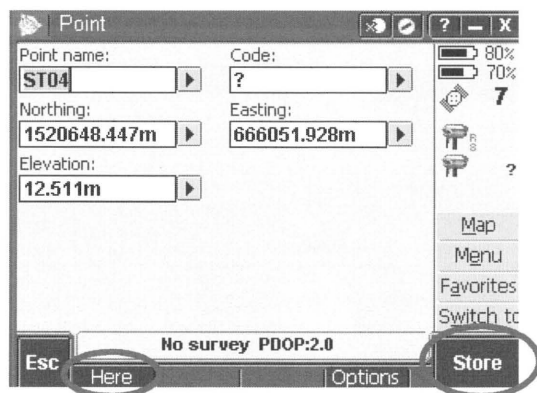 Point
? – X
Point name:
Code:
ST04
?
Northing:
Easting:
1520648.447m
666051.928m
Elevation:
12.511m
80%
70%
7
R
S
?
Map
Menu
Favorites
Switch to
No survey PDOP:2.0
Esc
Here
Options
Store